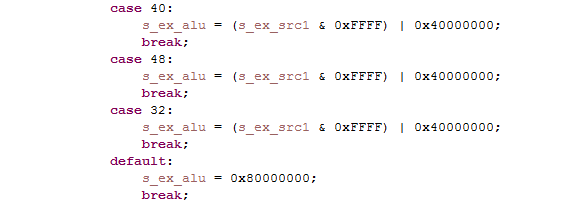 case 40:
s_ex_alu = (s_ex_src1 & 0xFFFF) | 0x40000000;
break;
case 48:
s_ex_alu = (s_ex_src1 & 0xFFFF) | 0x40000000;
break;
case 32:
s_ex_alu = (s_ex_src1 & 0xFFFF) | 0x40000000;
break;
default:
s_ex_alu = 0x80000000;
break;